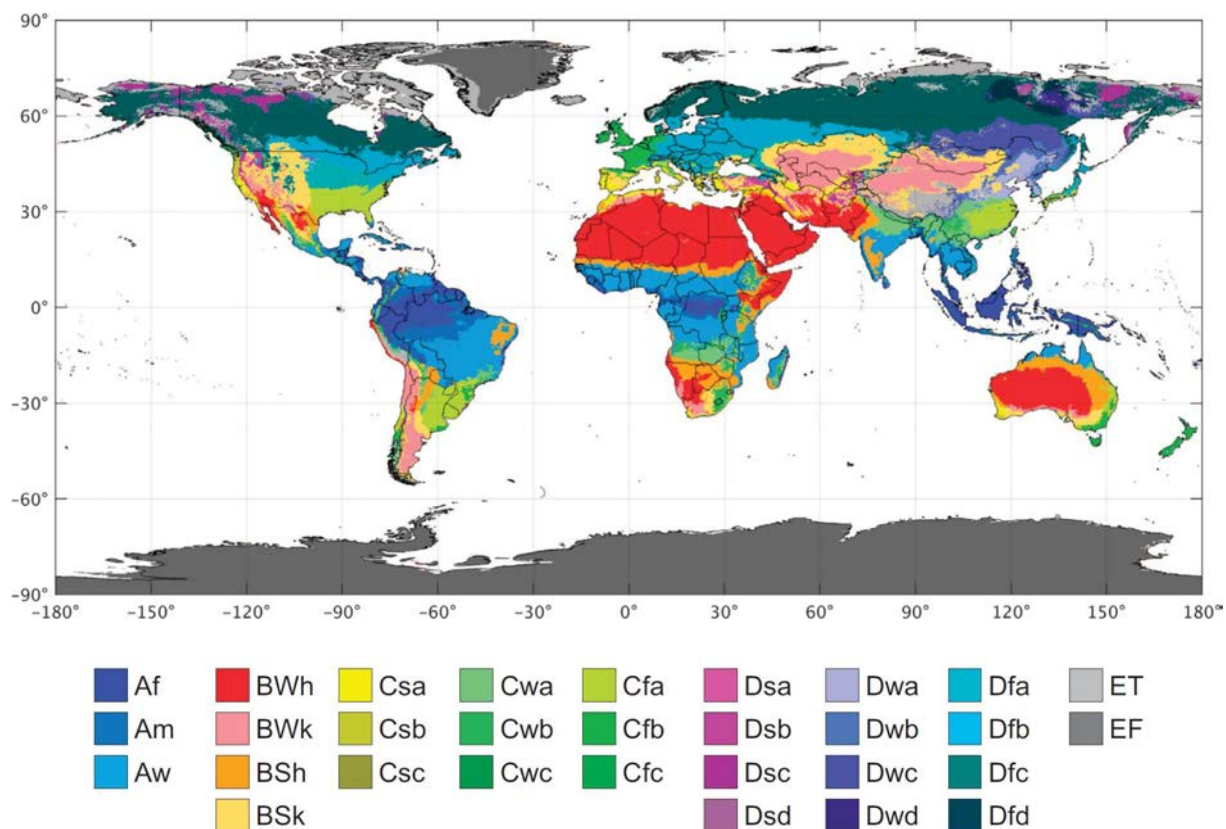 90°
60°
30°
0°
−30°
−60°
−90°
−180° −150° −120° −90° −60° −30° 0° 30° 60° 90° 120° 150° 180°
Af BWh Csa Cwa Cfa Dsa Dwa Dfa ET
Am BWk Csb Cwb Cfb Dsb Dwb Dfb EF
Aw BSh Csc Cwc Cfc Dsc Dwc Dfc
BSk Dsd Dwd Dfd